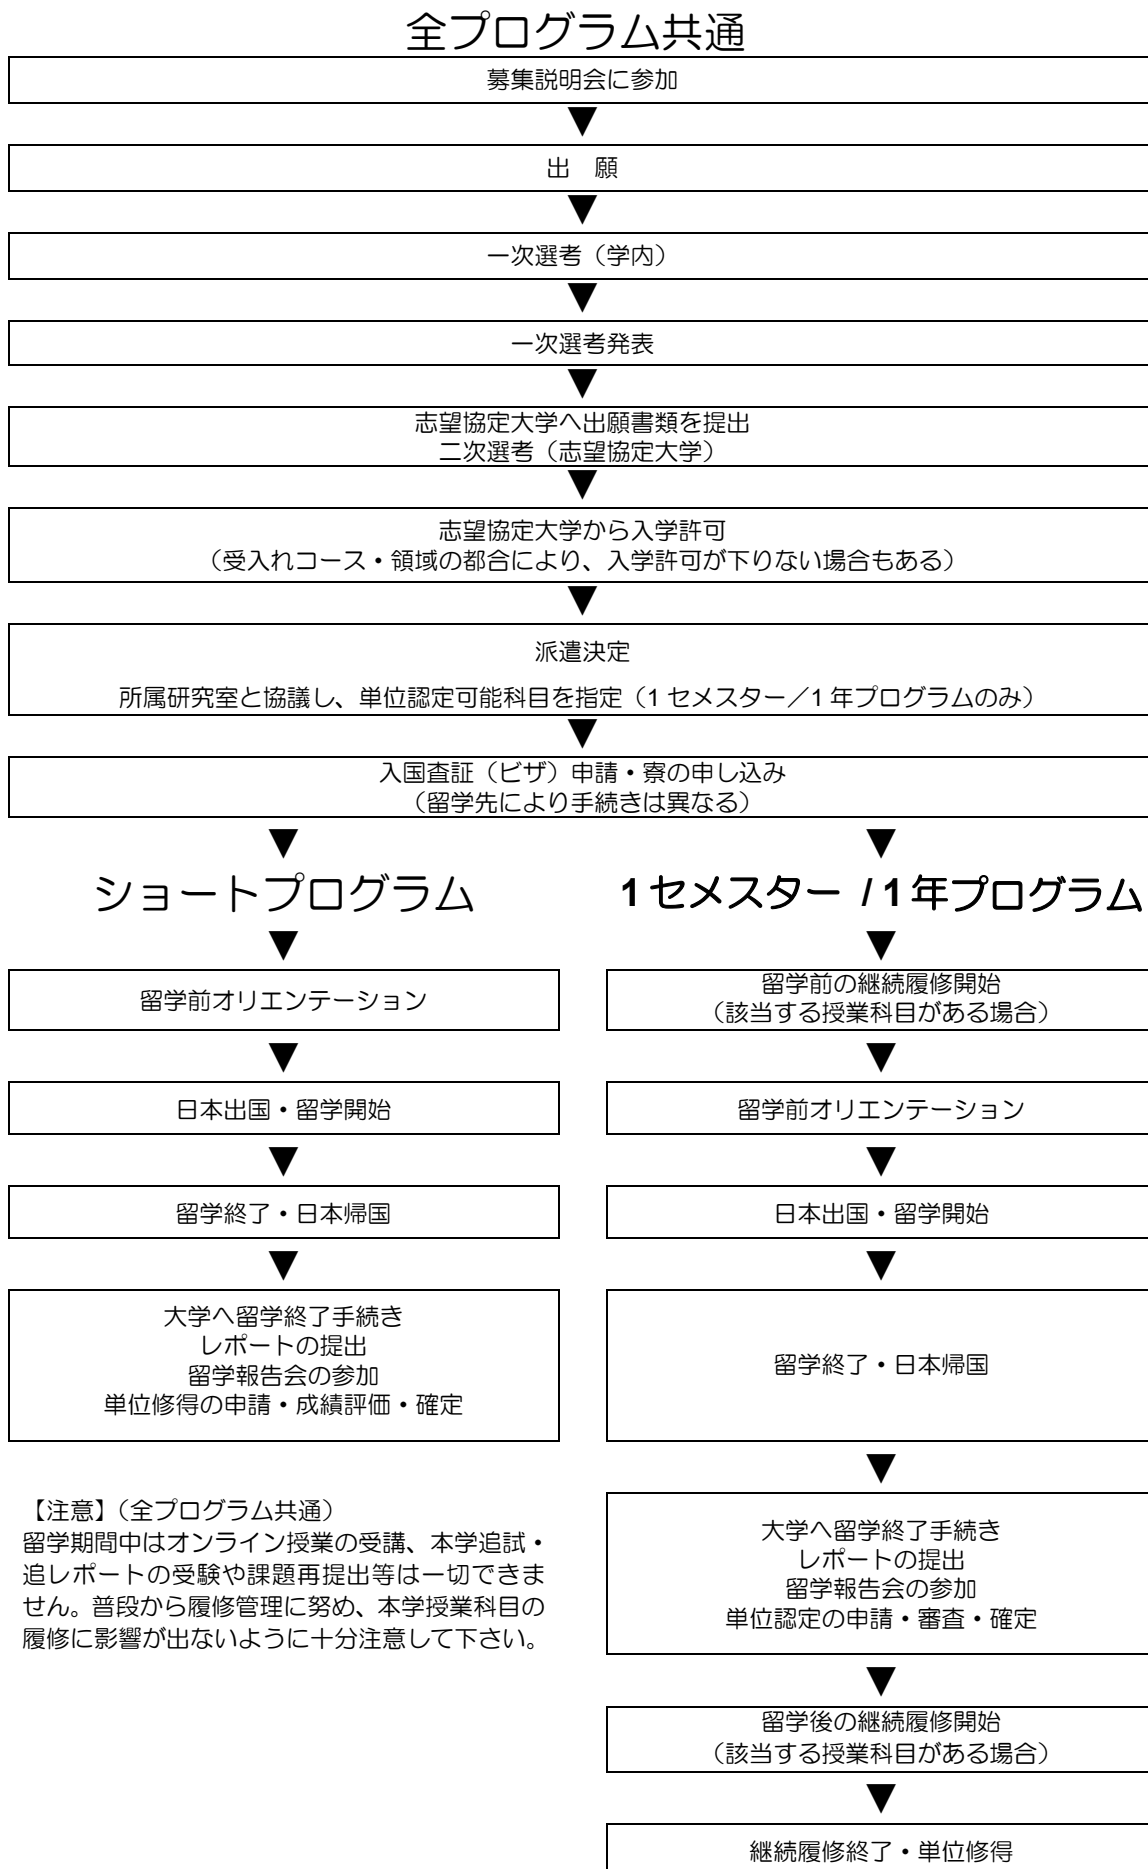 全プログラム共通
募集説明会に参加
▼
出　願
▼
一次選考（学内）
▼
一次選考発表
▼
志望協定大学へ出願書類を提出
二次選考（志望協定大学）
▼
志望協定大学から入学許可
（受入れコース・領域の都合により、入学許可が下りない場合もある）
▼
派遣決定
所属研究室と協議し、単位認定可能科目を指定（1 セメスター／1 年プログラムのみ）
▼
入国査証（ビザ）申請・寮の申し込み
（留学先により手続きは異なる）
▼
ショートプログラム
▼
留学前オリエンテーション
▼
日本出国・留学開始
▼
留学終了・日本帰国
▼
大学へ留学終了手続き
レポートの提出
留学報告会の参加
単位修得の申請・成績評価・確定
【注意】（全プログラム共通）
留学期間中はオンライン授業の受講、本学追試・
追レポートの受験や課題再提出等は一切できま
せん。普段から履修管理に努め、本学授業科目の
履修に影響が出ないように十分注意して下さい。
▼
1 セメスター / 1 年プログラム
▼
留学前の継続履修開始
（該当する授業科目がある場合）
▼
留学前オリエンテーション
▼
日本出国・留学開始
▼
留学終了・日本帰国
▼
大学へ留学終了手続き
レポートの提出
留学報告会の参加
単位認定の申請・審査・確定
▼
留学後の継続履修開始
（該当する授業科目がある場合）
▼
継続履修終了・単位修得